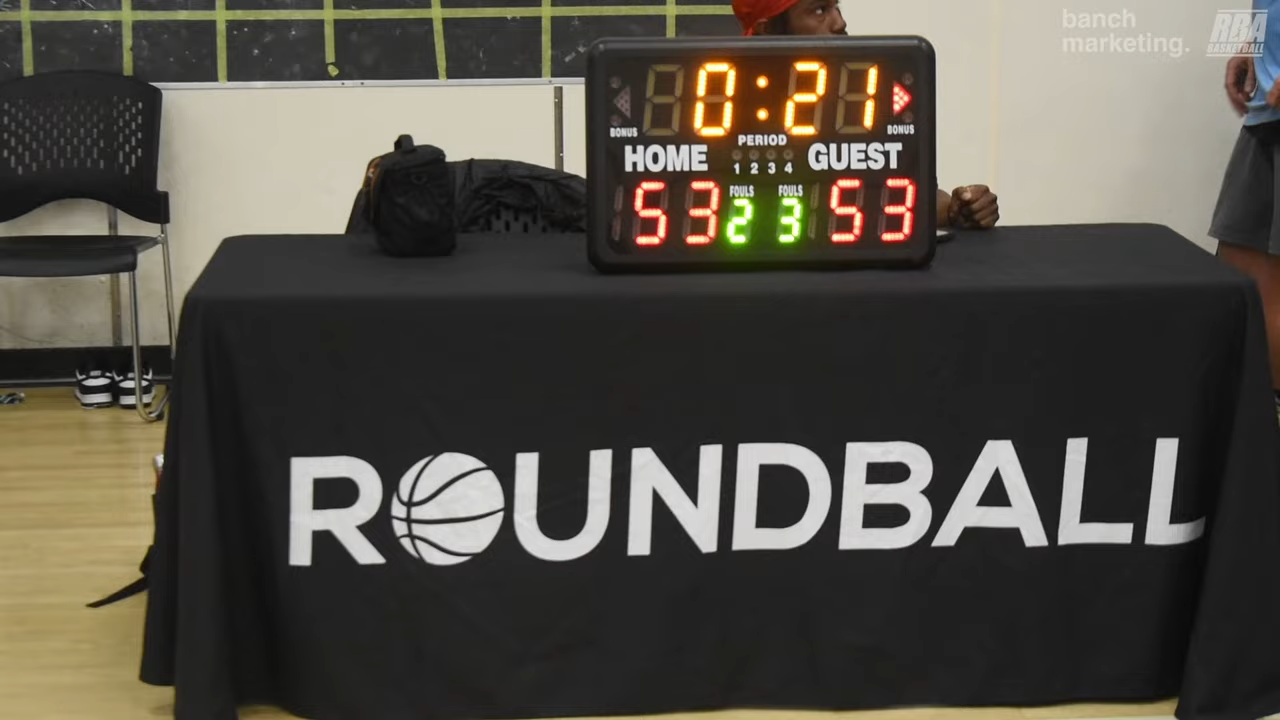 banch
marketing.
RBA
BASKETBALL
0:21
BONUS
BONUS
PERIOD
HOME 1 2 3 4 GUEST
FOULS FOULS
53 2 3 53
ROUNDBALL